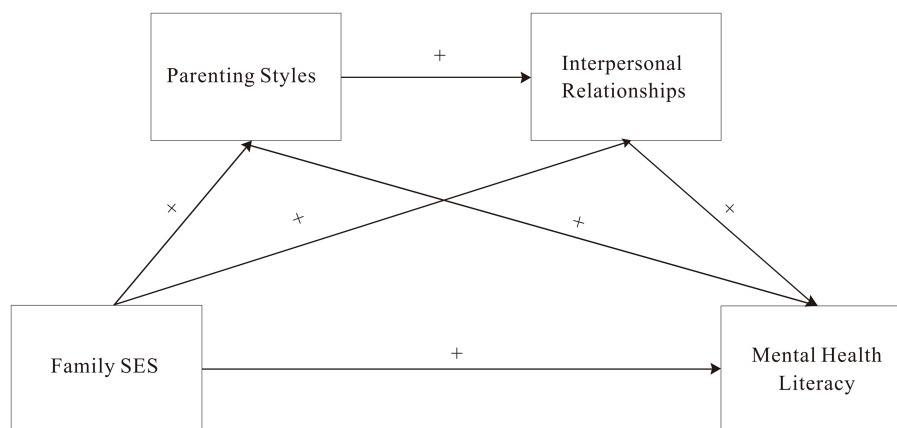 +
Parenting Styles
Interpersonal
Relationships
+
+
+
+
+
Family SES
Mental Health
Literacy